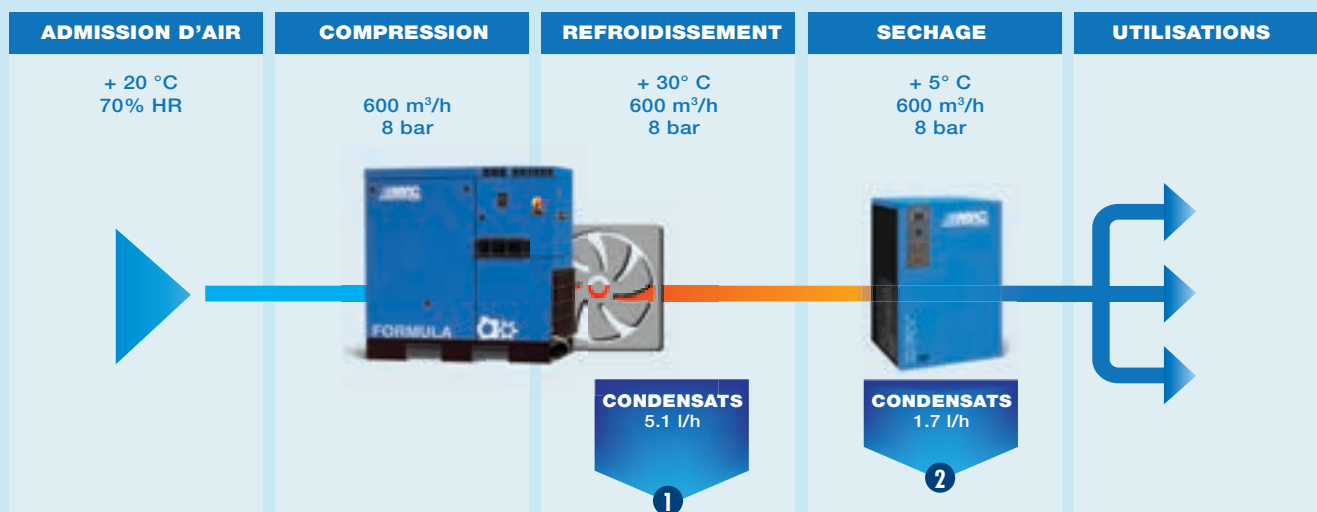 ADMISSION D'AIR
+ 20 °C
70% HR
COMPRESSION
600 m³/h
8 bar
REFROIDISSEMENT
+ 30° C
600 m³/h
8 bar
SECHAGE
+ 5° C
600 m³/h
8 bar
UTILISATIONS
FORMULA
CONDENSATS
5.1 l/h
1
CONDENSATS
1.7 l/h
2